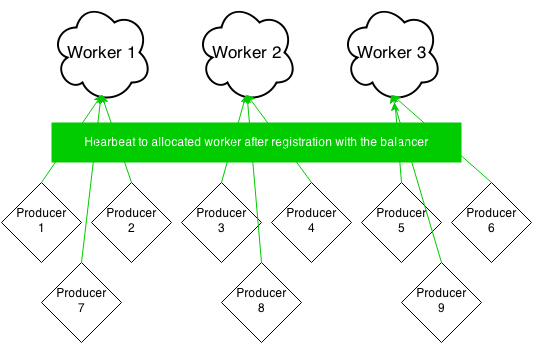 Worker 1
Worker 2
Worker 3
Hearbeat to allocated worker after registration with the balancer
Producer
1
Producer
2
Producer
3
Producer
4
Producer
5
Producer
6
Producer
7
Producer
8
Producer
9